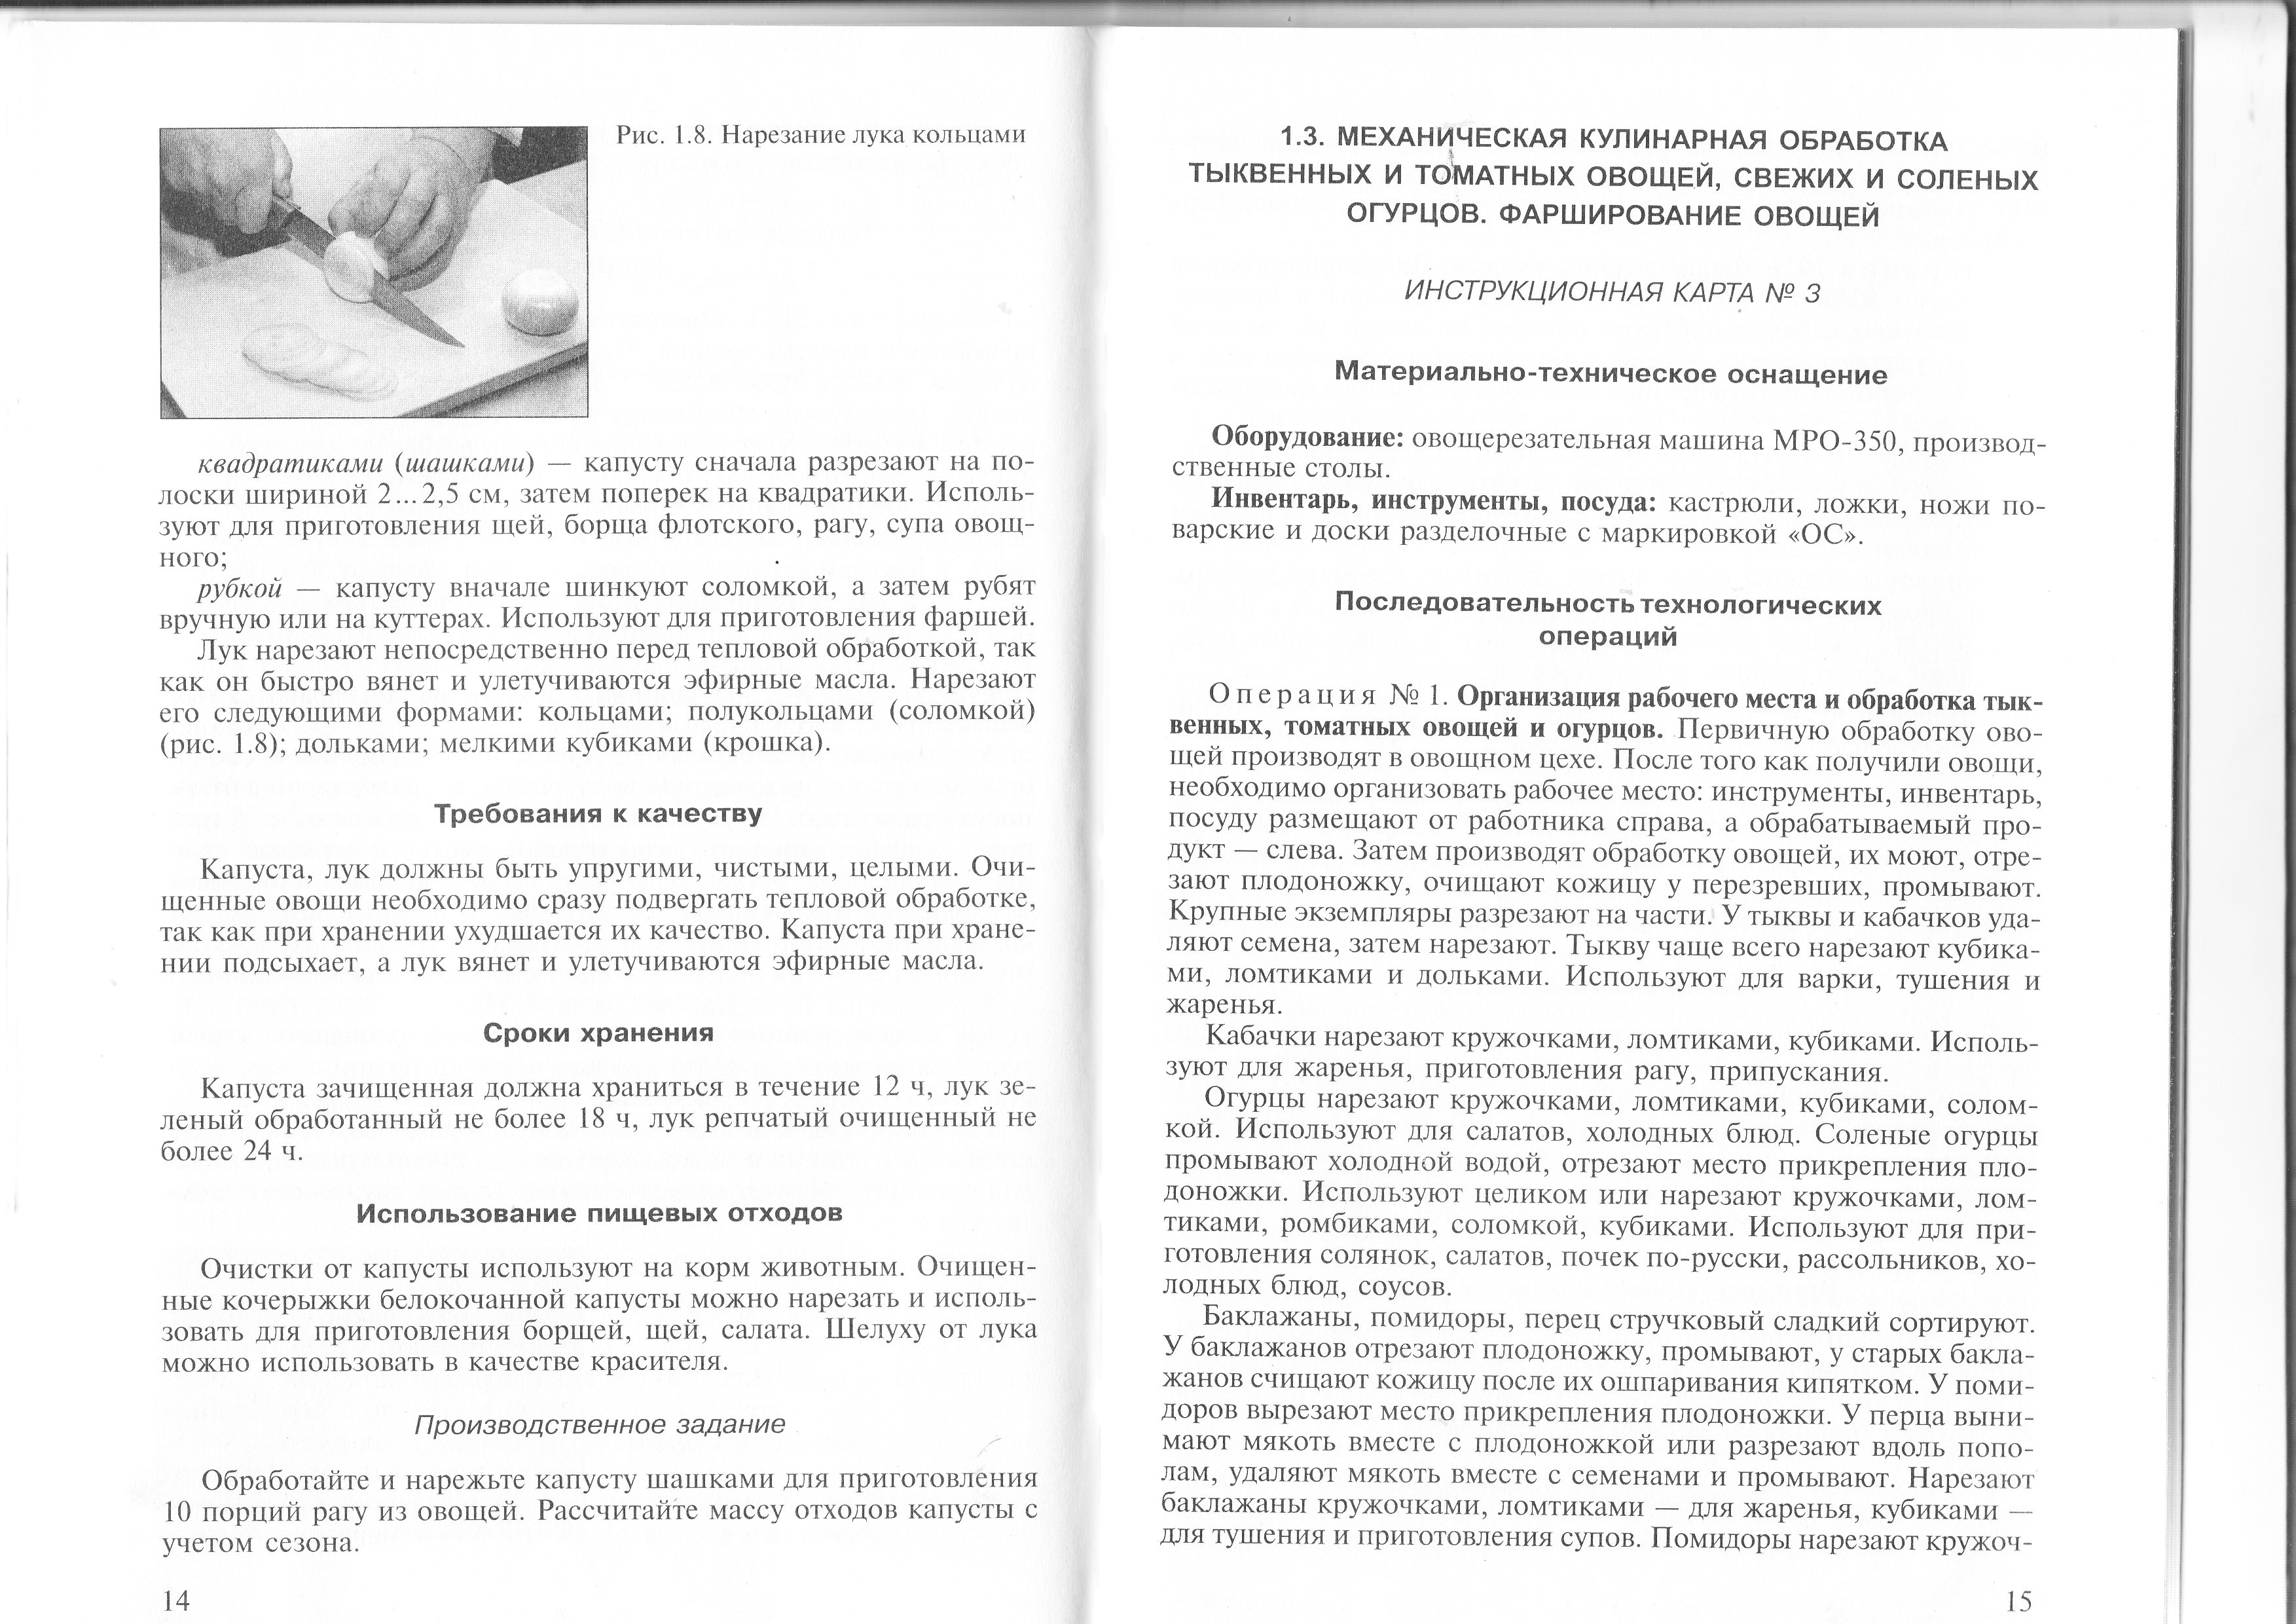 Рис. 1.8. Нарезание лука кольцами
квадратиками (шашками) — капусту сначала разрезают на по-
лоски шириной 2...2,5 см, затем поперек на квадратики. Исполь-
зуют для приготовления щей, борща флотского, рагу, супа овощ-
ного;
рубкой — капусту вначале шинкуют соломкой, а затем рубят
вручную или на куттерах. Используют для приготовления фаршей.
Лук нарезают непосредственно перед тепловой обработкой, так
как он быстро вянет и улетучиваются эфирные масла. Нарезают
его следующими формами: кольцами; полукольцами (соломкой)
(рис. 1.8); дольками; мелкими кубиками (крошка).
Требования к качеству
Капуста, лук должны быть упругими, чистыми, целыми. Очи-
щенные овощи необходимо сразу подвергать тепловой обработке,
так как при хранении ухудшается их качество. Капуста при хране-
нии подсыхает, а лук вянет и улетучиваются эфирные масла.
Сроки хранения
Капуста зачищенная должна храниться в течение 12 ч, лук зе-
леный обработанный не более 18 ч, лук репчатый очищенный не
более 24 ч.
Использование пищевых отходов
Очистки от капусты используют на корм животным. Очищен-
ные кочерыжки белокочанной капусты можно нарезать и исполь-
зовать для приготовления борщей, щей, салата. Шелуху от лука
можно использовать в качестве красителя.
Производственное задание
Обработайте и нарежьте капусту шашками для приготовления
10 порций рагу из овощей. Рассчитайте массу отходов капусты с
учетом сезона.
14
1.3. МЕХАНИЧЕСКАЯ КУЛИНАРНАЯ ОБРАБОТКА
ТЫКВЕННЫХ И ТОМАТНЫХ ОВОЩЕЙ, СВЕЖИХ И СОЛЕНЫХ
ОГУРЦОВ. ФАРШИРОВАНИЕ ОВОЩЕЙ
ИНСТРУКЦИОННАЯ КАРТА № 3
Материально-техническое оснащение
Оборудование: овощерезательная машина МРО-350, производ-
ственные столы.
Инвентарь, инструменты, посуда: кастрюли, ложки, ножи по-
варские и доски разделочные с маркировкой «ОС».
Последовательность технологических
операций
Операция № 1. Организация рабочего места и обработка тык-
венных, томатных овощей и огурцов. Первичную обработку ово-
щей производят в овощном цехе. После того как получили овощи,
необходимо организовать рабочее место: инструменты, инвентарь,
посуду размещают от работника справа, а обрабатываемый про-
дукт — слева. Затем производят обработку овощей, их моют, отре-
зают плодоножку, очищают кожицу у перезревших, промывают.
Крупные экземпляры разрезают на части. У тыквы и кабачков уда-
ляют семена, затем нарезают. Тыкву чаще всего нарезают кубика-
ми, ломтиками и дольками. Используют для варки, тушения и
жаренья.
Кабачки нарезают кружочками, ломтиками, кубиками. Исполь-
зуют для жаренья, приготовления рагу, припускания.
Огурцы нарезают кружочками, ломтиками, кубиками, солом-
кой. Используют для салатов, холодных блюд. Соленые огурцы
промывают холодной водой, отрезают место прикрепления пло-
доножки. Используют целиком или нарезают кружочками, лом-
тиками, ромбиками, соломкой, кубиками. Используют для при-
готовления солянок, салатов, почек по-русски, рассольников, хо-
лодных блюд, соусов.
Баклажаны, помидоры, перец стручковый сладкий сортируют.
У баклажанов отрезают плодоножку, промывают, у старых бакла-
жанов счищают кожицу после их ошпаривания кипятком. У поми-
доров вырезают место прикрепления плодоножки. У перца выни-
мают мякоть вместе с плодоножкой или разрезают вдоль попо-
лам, удаляют мякоть вместе с семенами и промывают. Нарезают
баклажаны кружочками, ломтиками — для жаренья, кубиками —
для тушения и приготовления супов. Помидоры нарезают кружоч-
15